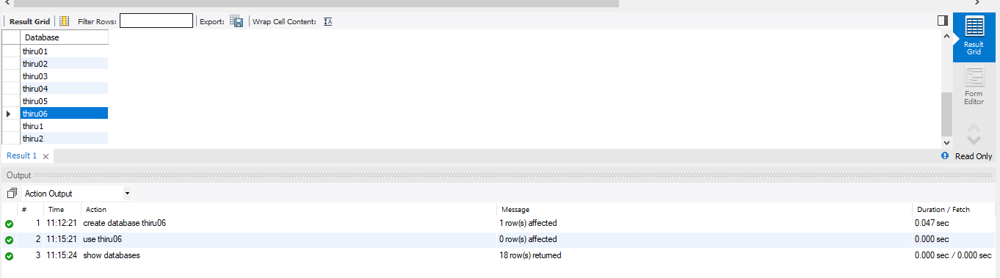 Result Grid Filter Rows: Export: Wrap Cell Content: IA
Database
thiru01
thiru02
thiru03
thiru04
thiru05
thiru06
thiru1
thiru2
Result Grid
Form Editor
Result 1 × Read Only
Output
Action Output
# Time Action Message Duration / Fetch
1 11:12:21 create database thiru06 1 row(s) affected 0.047 sec
2 11:15:21 use thiru06 0 row(s) affected 0.000 sec
3 11:15:24 show databases 18 row(s) returned 0.000 sec / 0.000 sec